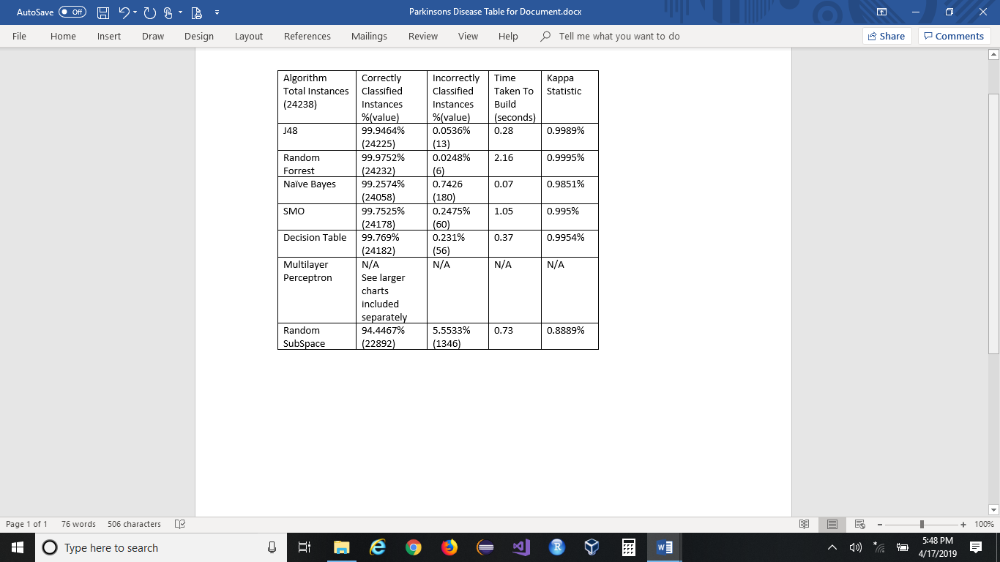 AutoSave Off
Parkinsons Disease Table for Document.docx
File Home Insert Draw Design Layout References Mailings Review View Help Tell me what you want to do Share Comments
Algorithm
Total Instances
(24238)
Correctly
Classified
Instances
%(value)
Incorrectly
Classified
Instances
%(value)
Time
Taken To
Build
(seconds)
Kappa
Statistic
J48
99.9464%
(24225)
0.0536%
(13)
0.28
0.9989%
Random
Forrest
99.9752%
(24232)
0.0248%
(6)
2.16
0.9995%
Naïve Bayes
99.2574%
(24058)
0.7426
(180)
0.07
0.9851%
SMO
99.7525%
(24178)
0.2475%
(60)
1.05
0.995%
Decision Table
99.769%
(24182)
0.231%
(56)
0.37
0.9954%
Multilayer
Perceptron
N/A
See larger
charts
included
separately
N/A
N/A
N/A
Random
SubSpace
94.4467%
(22892)
5.5533%
(1346)
0.73
0.8889%
Page 1 of 1 76 words 506 characters 100%
Type here to search
5:48 PM
4/17/2019